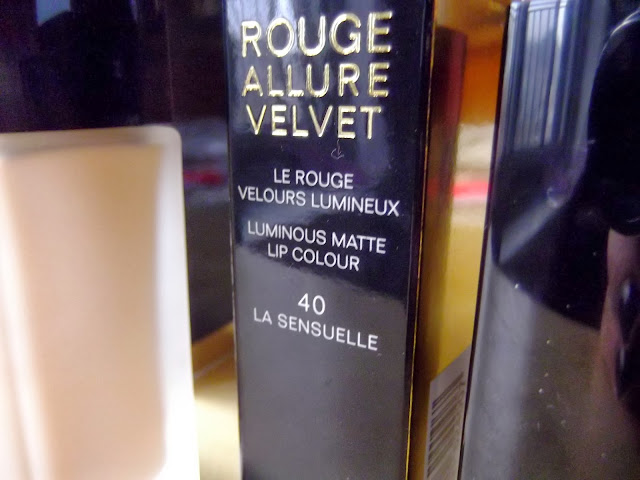 ROUGE
ALLURE
VELVET
LE ROUGE
VELOURS LUMINEUX
LUMINOUS MATTE
LIP COLOUR
40
LA SENSUELLE